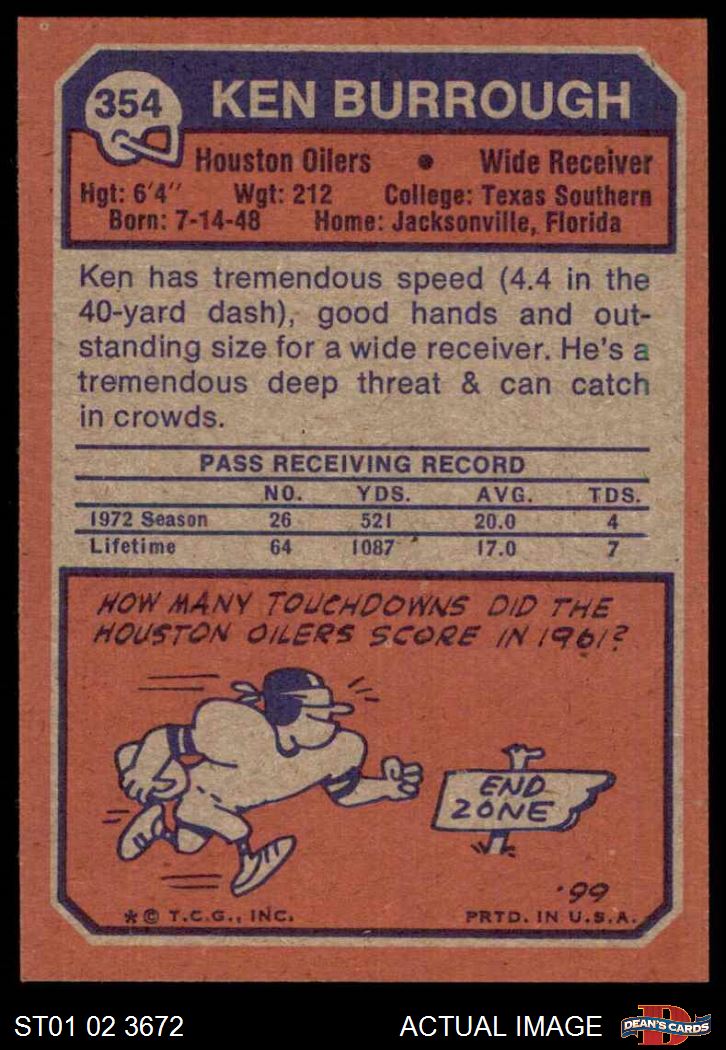 354
KEN BURROUGH
Houston Oilers • Wide Receiver
Hgt: 6'4" Wgt: 212 College: Texas Southern
Born: 7-14-48 Home: Jacksonville, Florida
Ken has tremendous speed (4.4 in the
40-yard dash), good hands and out-
standing size for a wide receiver. He's a
tremendous deep threat & can catch
in crowds.
PASS RECEIVING RECORD
NO. YDS. AVG. TDS.
1972 Season 26 521 20.0 4
Lifetime 64 1087 17.0 7
HOW MANY TOUCHDOWNS DID THE
HOUSTON OILERS SCORE IN 1961?
END
ZONE
'99
* © T.C.G., INC. PRTD. IN U.S.A.
ST01 02 3672 ACTUAL IMAGE
D
DEAN'S CARDS